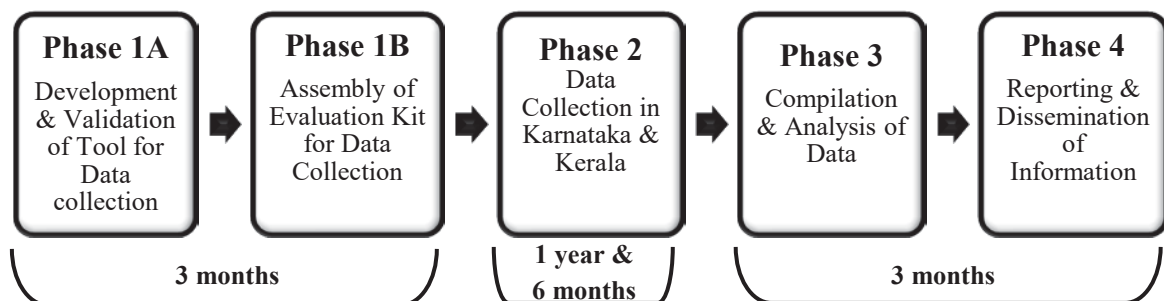 Phase 1A
Development
& Validation
of Tool for
Data
collection
Phase 1B
Assembly of
Evaluation Kit
for Data
Collection
Phase 2
Data
Collection in
Karnataka &
Kerala
Phase 3
Compilation
& Analysis of
Data
Phase 4
Reporting &
Dissemination
of
Information
3 months
1 year &
6 months
3 months